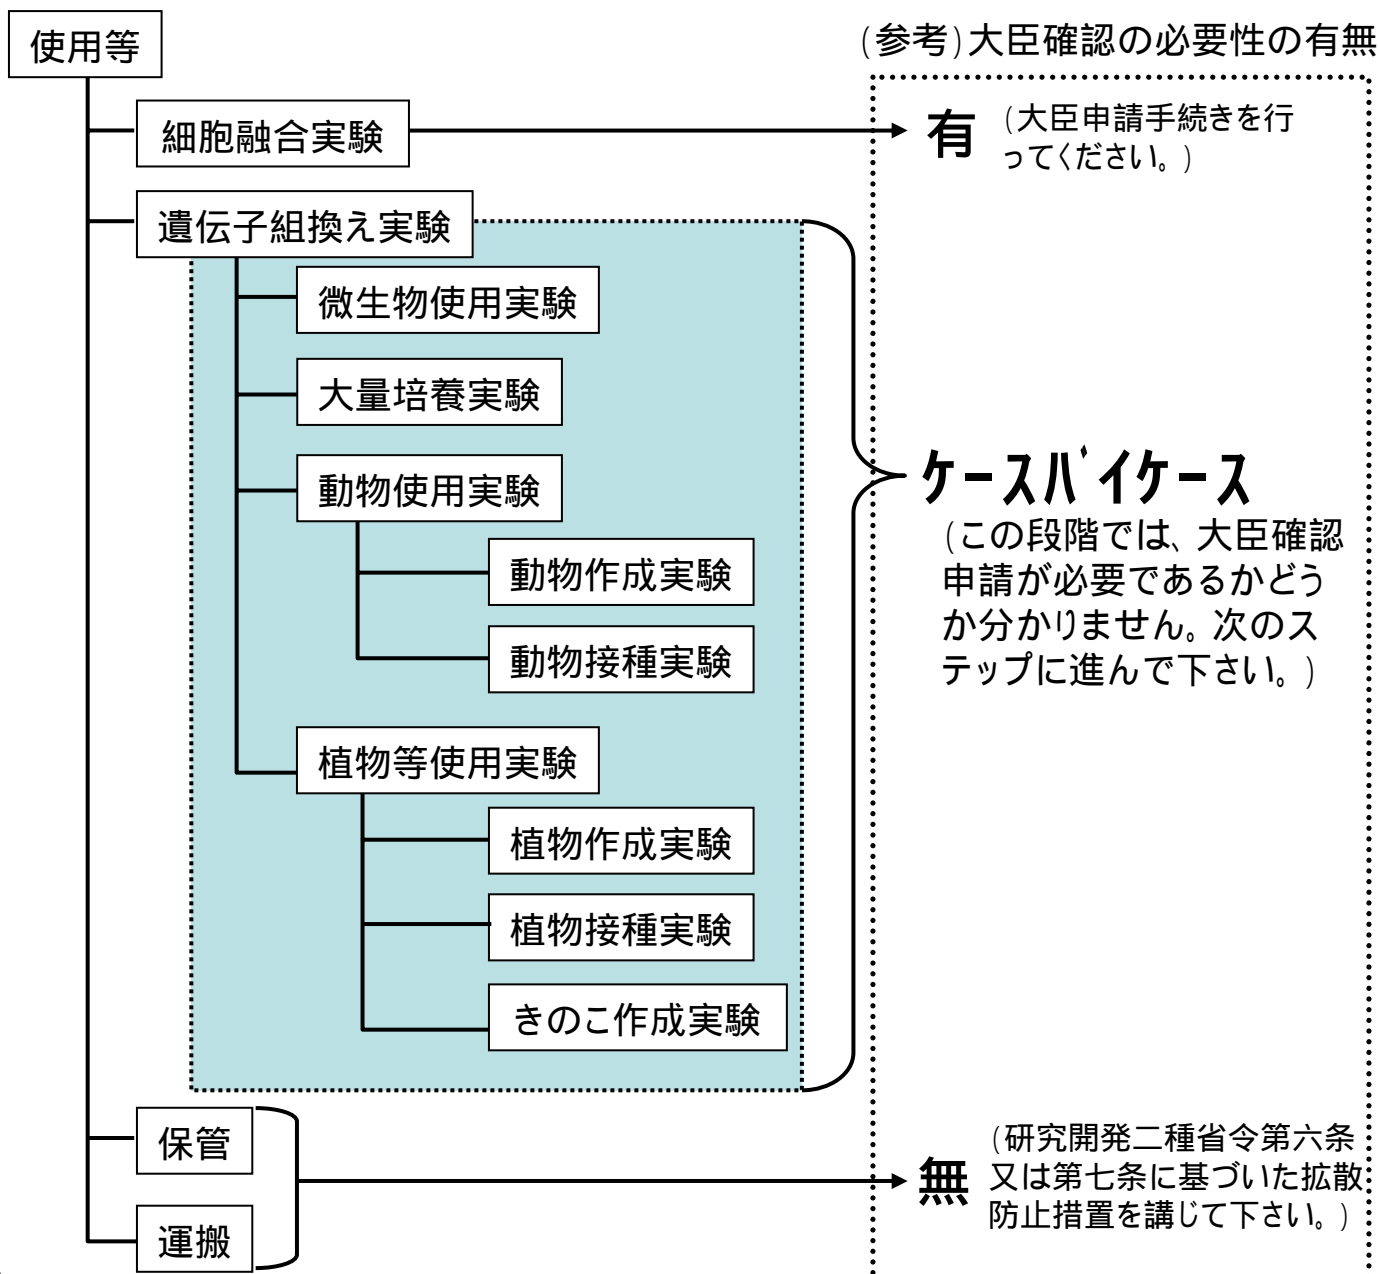 使用等
(参考)大臣確認の必要性の有無
細胞融合実験
有
(大臣申請手続きを行
ってください。)
遺伝子組換え実験
微生物使用実験
大量培養実験
動物使用実験
動物作成実験
動物接種実験
ケースバイケース
(この段階では、大臣確認
申請が必要であるかどう
か分かりません。次のス
テップに進んで下さい。)
植物等使用実験
植物作成実験
植物接種実験
きのこ作成実験
保管
運搬
無
(研究開発二種省令第六条
又は第七条に基づいた拡散
防止措置を講じて下さい。)